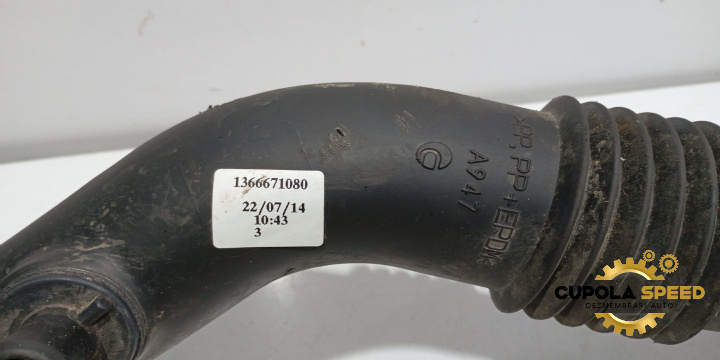 1366671080
22/07/14
10:43
3
>PP,PP+EPDM
A947
CUPOLA SPEED
DEZMEMBRARI AUTO